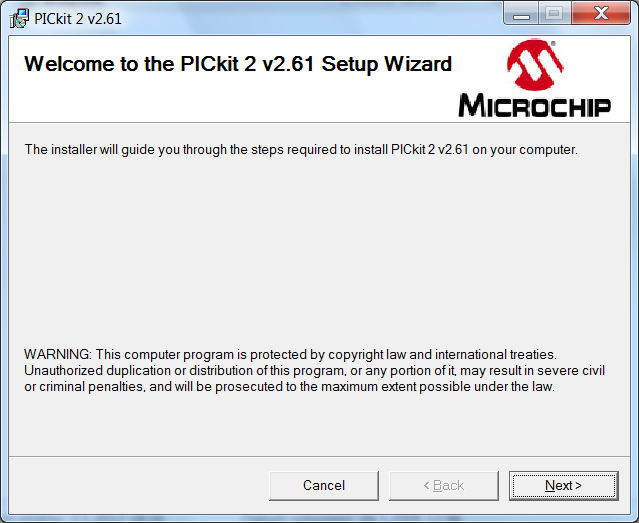 PICkit 2 v2.61
Welcome to the PICkit 2 v2.61 Setup Wizard
MICROCHIP
The installer will guide you through the steps required to install PICkit 2 v2.61 on your computer.
WARNING: This computer program is protected by copyright law and international treaties.
Unauthorized duplication or distribution of this program, or any portion of it, may result in severe civil
or criminal penalties, and will be prosecuted to the maximum extent possible under the law.
Cancel
< Back
Next >